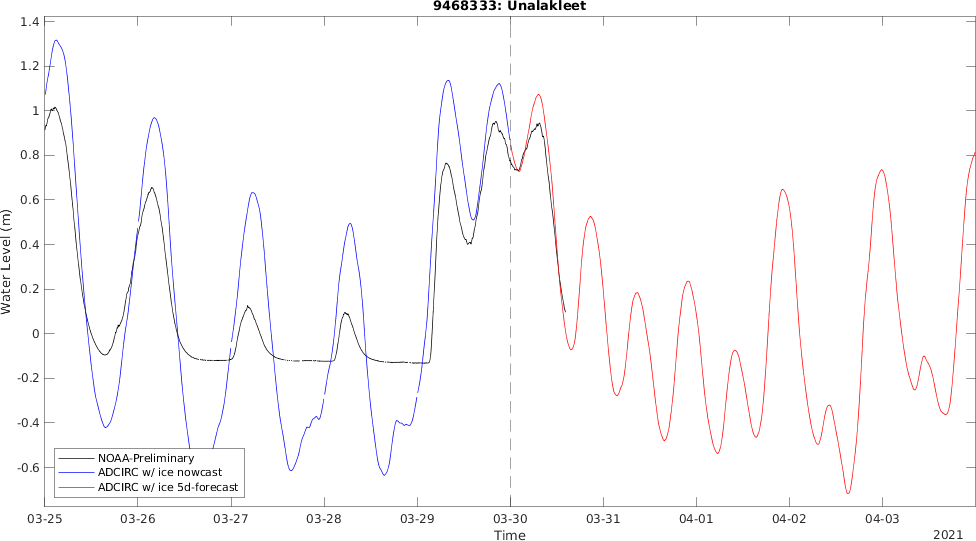 9468333: Unalakleet
1.4
1.2
1
0.8
0.6
0.4
0.2
0
-0.2
-0.4
-0.6
Water Level (m)
NOAA-Preliminary
ADCIRC w/ ice nowcast
ADCIRC w/ ice 5d-forecast
03-25 03-26 03-27 03-28 03-29 03-30 03-31 04-01 04-02 04-03
Time
2021